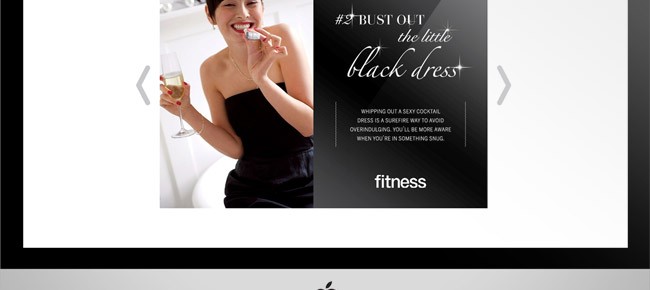 #2 BUST OUT
the little
black dress
WHIPPING OUT A SEXY COCKTAIL
DRESS IS A SUREFIRE WAY TO AVOID
OVERINDULGING. YOU'LL BE MORE AWARE
WHEN YOU'RE IN SOMETHING SNUG.
fitness